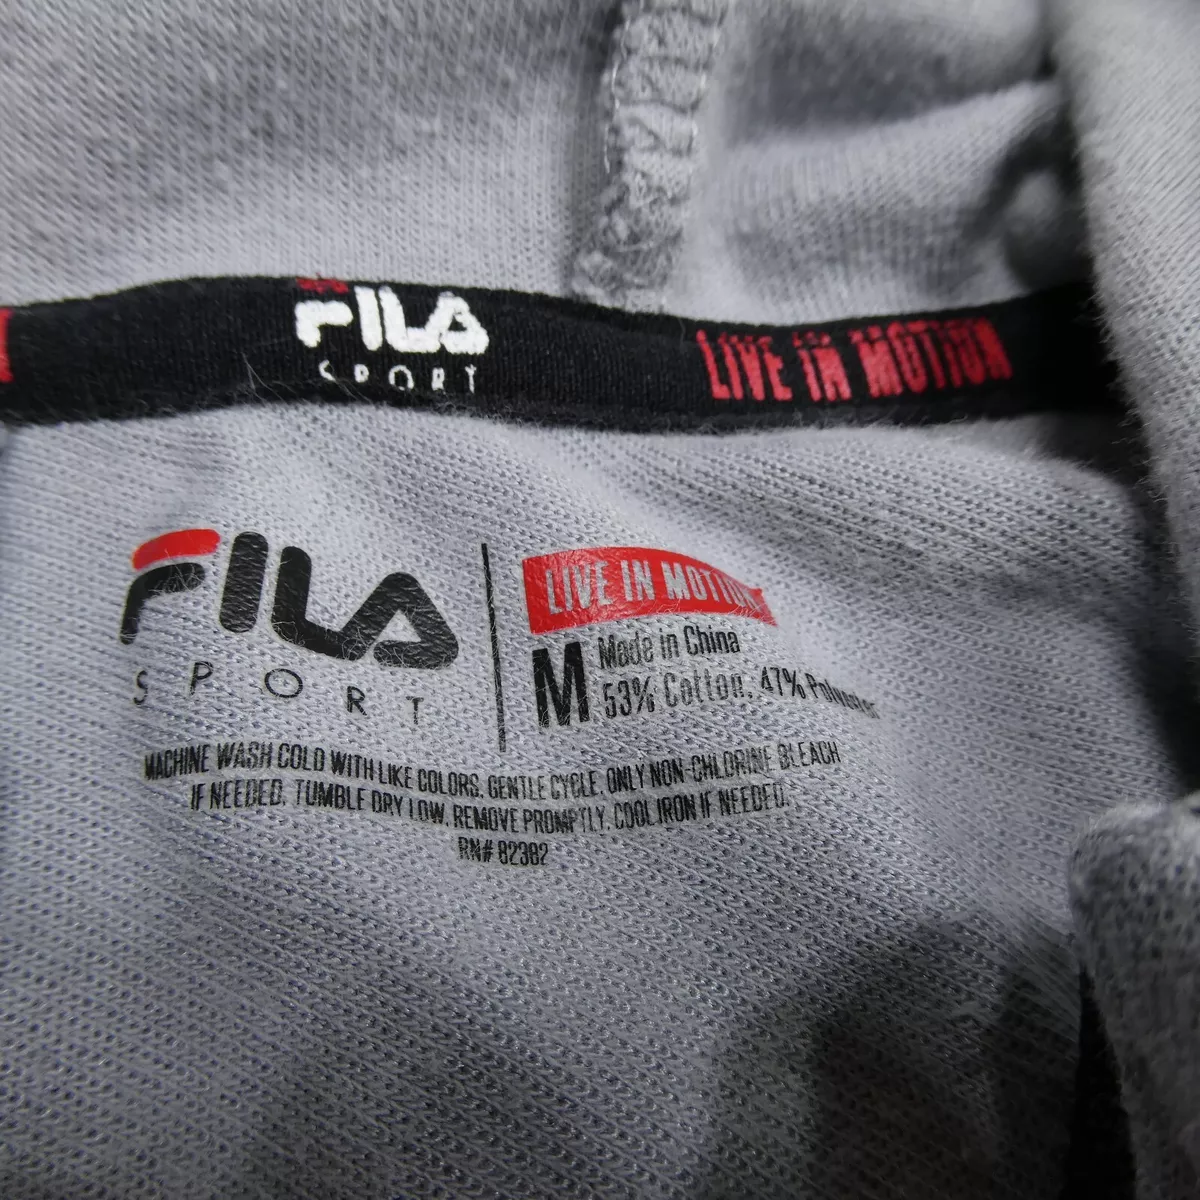 FILA
SPORT
LIVE IN MOTION
FILA
SPORT
LIVE IN MOTION
M
Made in China
53% Cotton, 47% Polyester
MACHINE WASH COLD WITH LIKE COLORS, GENTLE CYCLE, ONLY NON-CHLORINE BLEACH
IF NEEDED, TUMBLE DRY LOW, REMOVE PROMPTLY, COOL IRON IF NEEDED.
RN# 82382